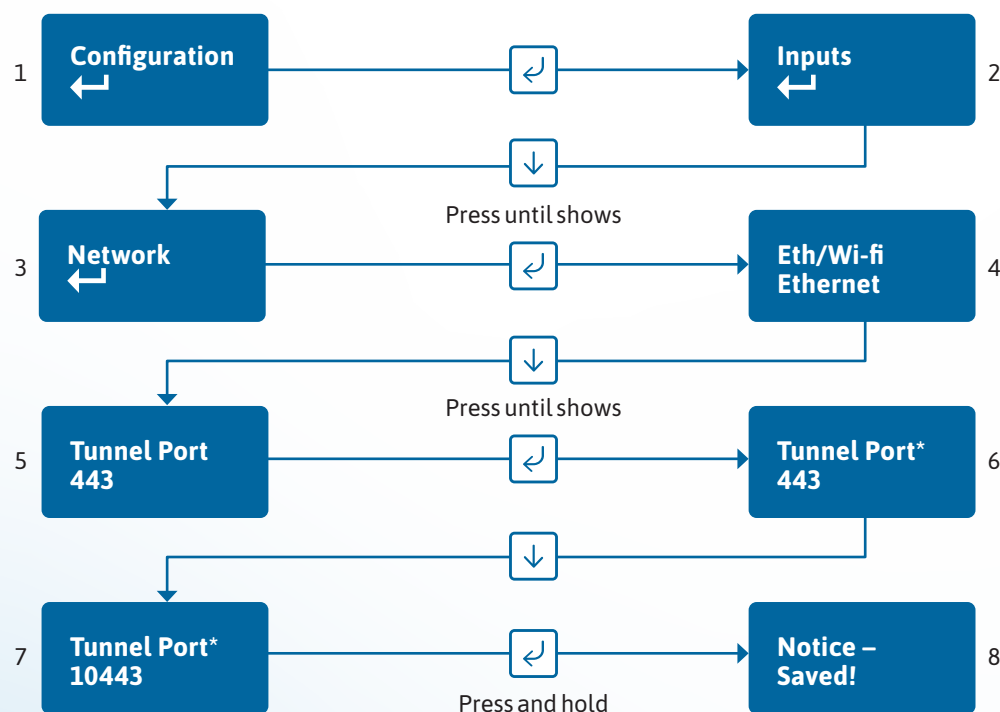 1
Configuration
Inputs
2
Press until shows
3
Network
Eth/Wi-fi
Ethernet
4
Press until shows
5
Tunnel Port
443
Tunnel Port*
443
6
7
Tunnel Port*
10443
Notice –
Saved!
8
Press and hold